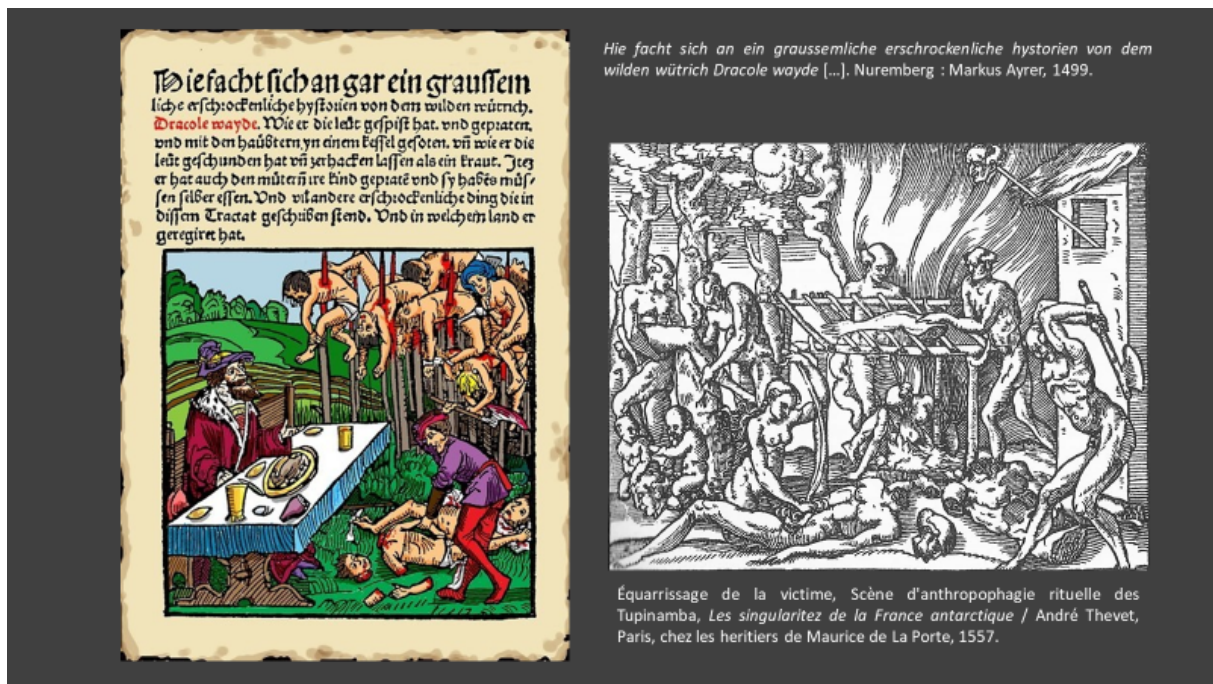 Hie facht sich an gar ein graussem
liche erschrockenliche hystorien von dem wilden wütrich.
Dracole wayde. Wie er die leüt gespist hat. vnd gepraten.
vnd mit den haübtern yn einem kessel gesoten. vñ wie er die
leüt geschunden hat vñ zerhacken lassen als ein kraut. Jtez
er hat auch den mütern̄ ire kind gepratẽ vnd sy habẽs müs-
sen selber essen. Vnd vil andere erschrockenliche ding die in
dissem Tractat geschriben stend. Vnd in welchem land er
geregiret hat.
Hie facht sich an ein graussemliche erschrockenliche hystorien von dem
wilden wütrich Dracole wayde […]. Nuremberg : Markus Ayrer, 1499.
Équarrissage de la victime, Scène d'anthropophagie rituelle des
Tupinamba, Les singularitez de la France antarctique / André Thevet,
Paris, chez les heritiers de Maurice de La Porte, 1557.